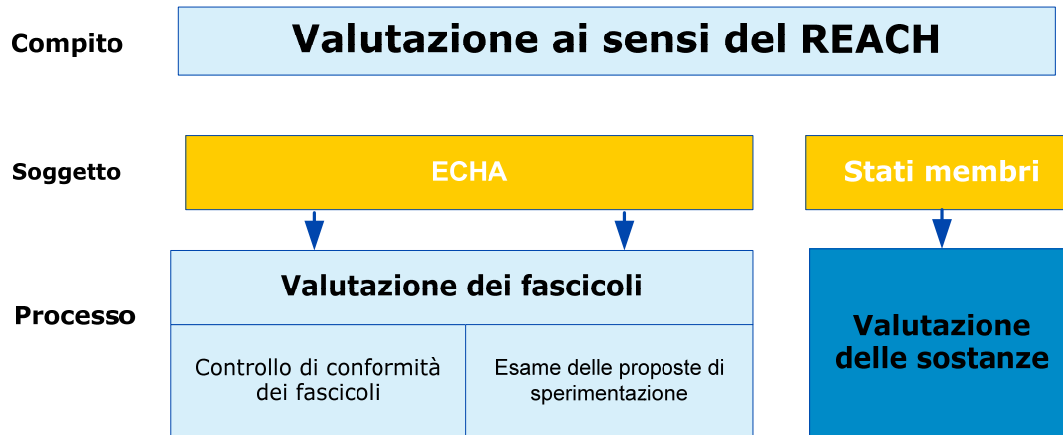 Compito
Valutazione ai sensi del REACH
Soggetto
ECHA
Stati membri
Processo
Valutazione dei fascicoli
Controllo di conformità
dei fascicoli
Esame delle proposte di
sperimentazione
Valutazione
delle sostanze